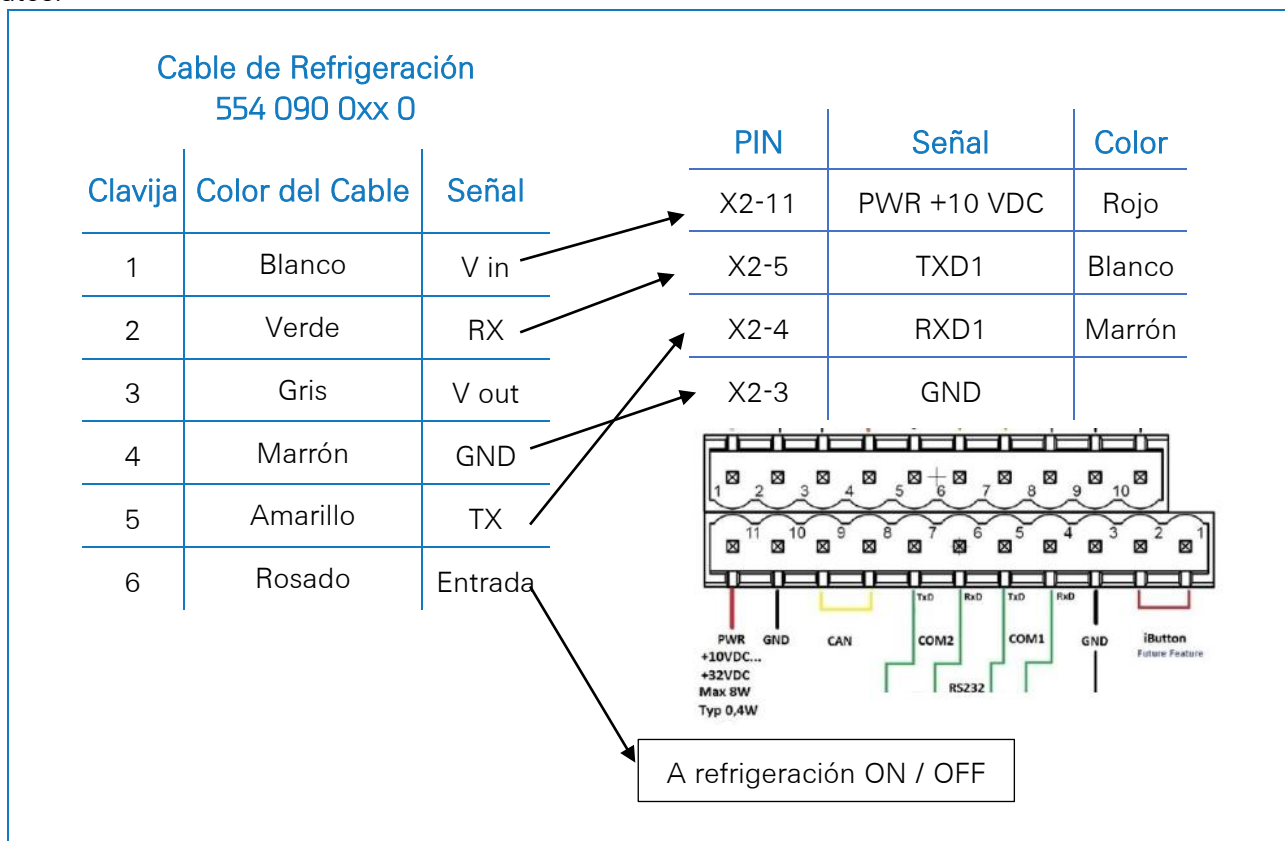 Cable de Refrigeración
554 090 0xx 0
Clavija Color del Cable Señal
1 Blanco V in
2 Verde RX
3 Gris V out
4 Marrón GND
5 Amarillo TX
6 Rosado Entrada
PIN Señal Color
X2-11 PWR +10 VDC Rojo
X2-5 TXD1 Blanco
X2-4 RXD1 Marrón
X2-3 GND
1 2 3 4 5 6 7 8 9 10
11 10 9 8 7 6 5 4 3 2 1
TxD RxD TxD RxD
PWR GND CAN COM2 COM1 GND iButton
+10VDC... Future Feature
+32VDC
Max 8W RS232
Typ 0,4W
A refrigeración ON / OFF